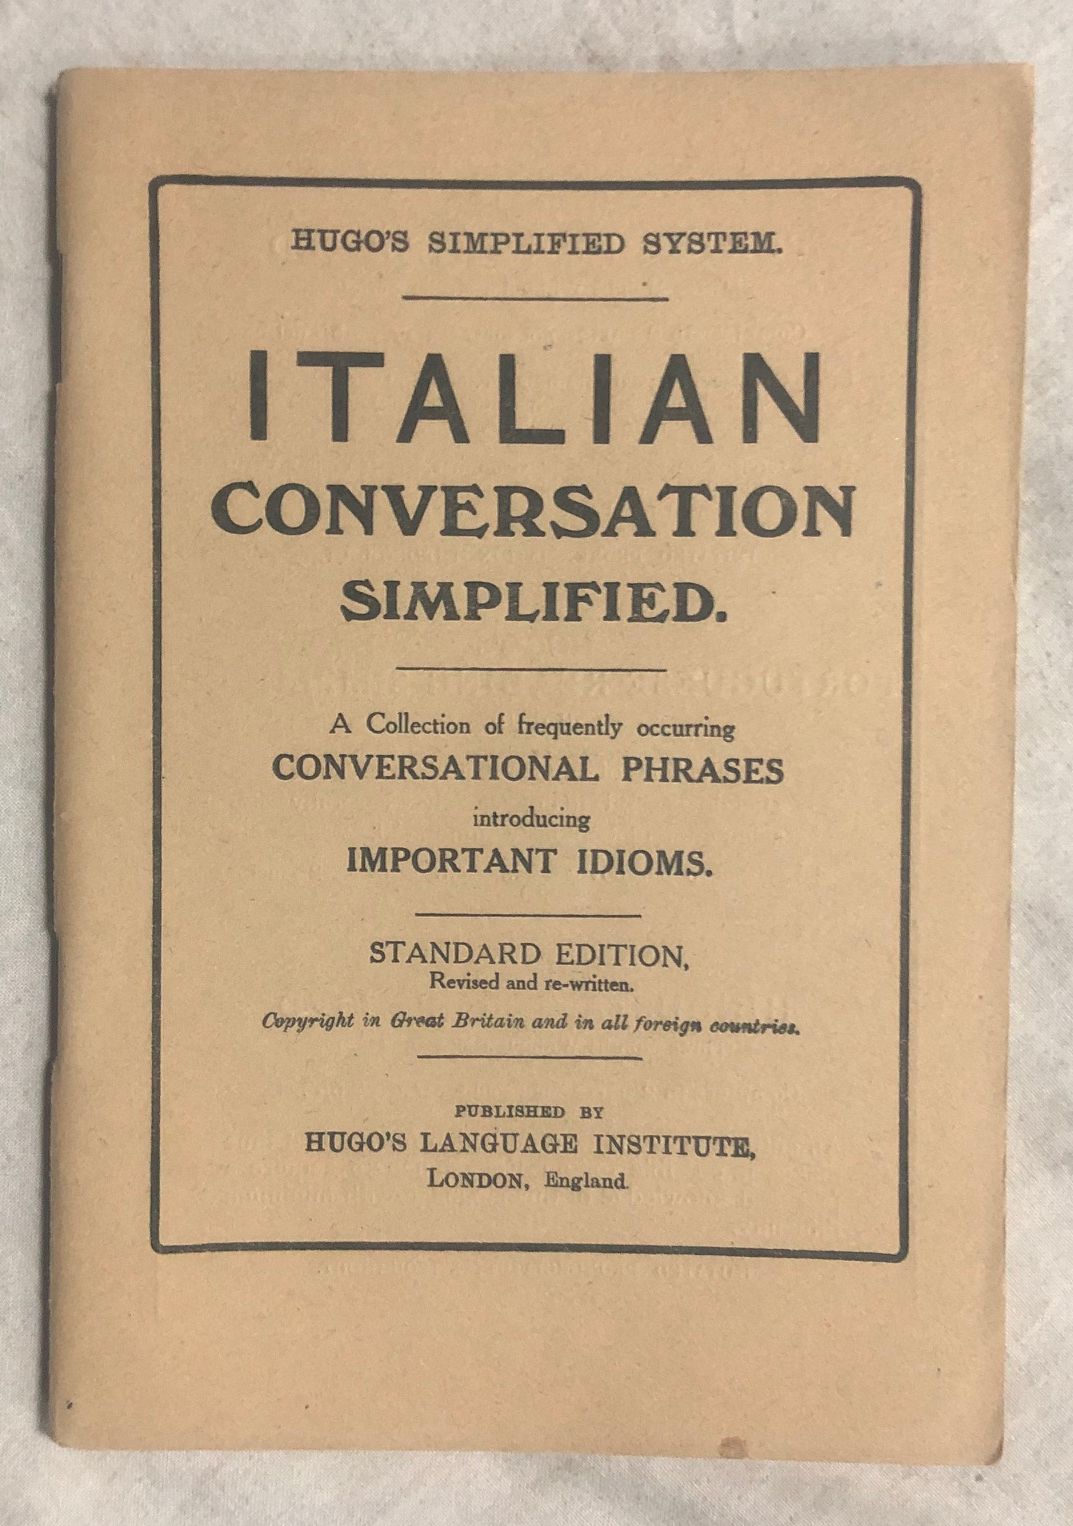 HUGO'S SIMPLIFIED SYSTEM.
ITALIAN
CONVERSATION
SIMPLIFIED.
A Collection of frequently occurring
CONVERSATIONAL PHRASES
introducing
IMPORTANT IDIOMS.
STANDARD EDITION,
Revised and re-written.
Copyright in Great Britain and in all foreign countries.
PUBLISHED BY
HUGO'S LANGUAGE INSTITUTE,
LONDON, England.